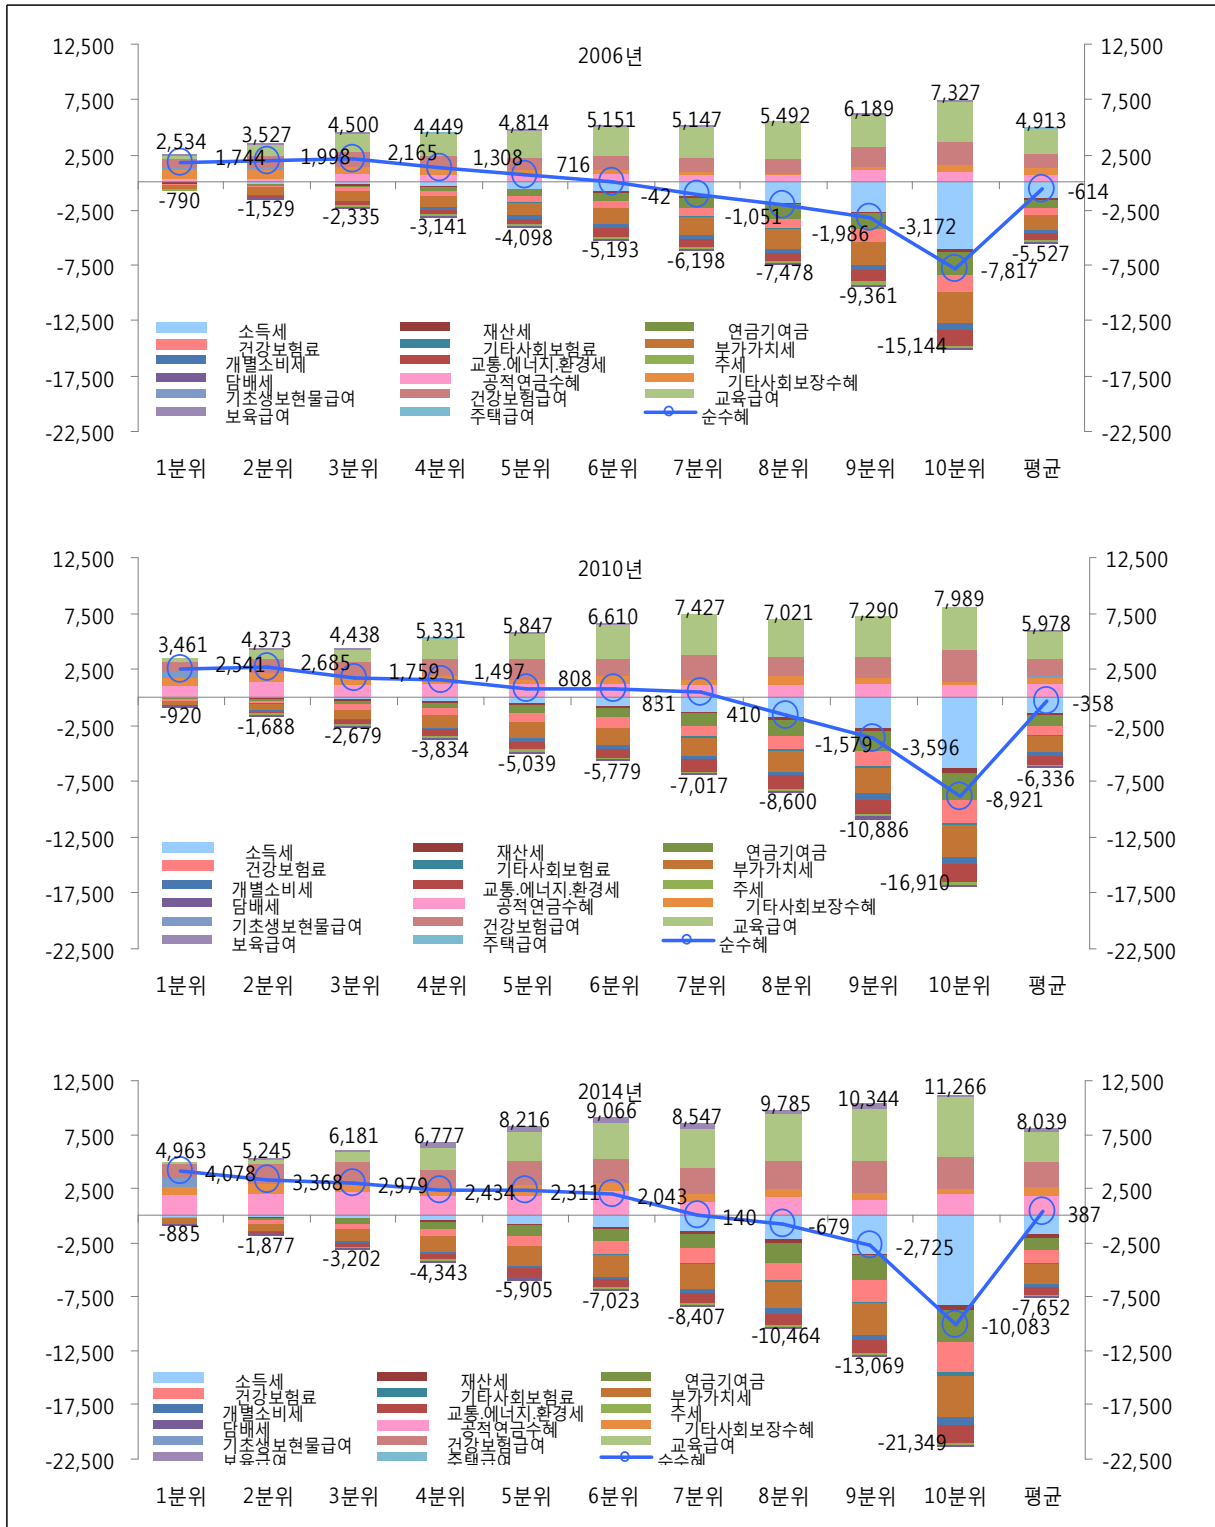 2006년
12,500 12,500
7,500 7,500
2,500 2,500
-2,500 -2,500
-7,500 -7,500
-12,500 -12,500
-17,500 -17,500
-22,500 -22,500
2,534 3,527 4,500 4,449 4,814 5,151 5,147 5,492 6,189 7,327 4,913
1,744 1,998 2,165 1,308 716 -42 -1,051 -1,986 -3,172 -7,817 -614
-790 -1,529 -2,335 -3,141 -4,098 -5,193 -6,198 -7,478 -9,361 -15,144 -5,527
소득세 재산세 연금기여금
건강보험료 기타사회보험료 부가가치세
개별소비세 교통.에너지.환경세 주세
담배세 공적연금수혜 기타사회보장수혜
기초생보현물급여 건강보험급여 교육급여
보육급여 주택급여 순수혜
1분위 2분위 3분위 4분위 5분위 6분위 7분위 8분위 9분위 10분위 평균
2010년
12,500 12,500
7,500 7,500
2,500 2,500
-2,500 -2,500
-7,500 -7,500
-12,500 -12,500
-17,500 -17,500
-22,500 -22,500
3,461 4,373 4,438 5,331 5,847 6,610 7,427 7,021 7,290 7,989 5,978
2,541 2,685 1,759 1,497 808 831 410 -1,579 -3,596 -8,921 -358
-920 -1,688 -2,679 -3,834 -5,039 -5,779 -7,017 -8,600 -10,886 -16,910 -6,336
소득세 재산세 연금기여금
건강보험료 기타사회보험료 부가가치세
개별소비세 교통.에너지.환경세 주세
담배세 공적연금수혜 기타사회보장수혜
기초생보현물급여 건강보험급여 교육급여
보육급여 주택급여 순수혜
1분위 2분위 3분위 4분위 5분위 6분위 7분위 8분위 9분위 10분위 평균
2014년
12,500 12,500
7,500 7,500
2,500 2,500
-2,500 -2,500
-7,500 -7,500
-12,500 -12,500
-17,500 -17,500
-22,500 -22,500
4,963 5,245 6,181 6,777 8,216 9,066 8,547 9,785 10,344 11,266 8,039
4,078 3,368 2,979 2,434 2,311 2,043 140 -679 -2,725 -10,083 387
-885 -1,877 -3,202 -4,343 -5,905 -7,023 -8,407 -10,464 -13,069 -21,349 -7,652
소득세 재산세 연금기여금
건강보험료 기타사회보험료 부가가치세
개별소비세 교통.에너지.환경세 주세
담배세 공적연금수혜 기타사회보장수혜
기초생보현물급여 건강보험급여 교육급여
보육급여 주택급여 순수혜
1분위 2분위 3분위 4분위 5분위 6분위 7분위 8분위 9분위 10분위 평균